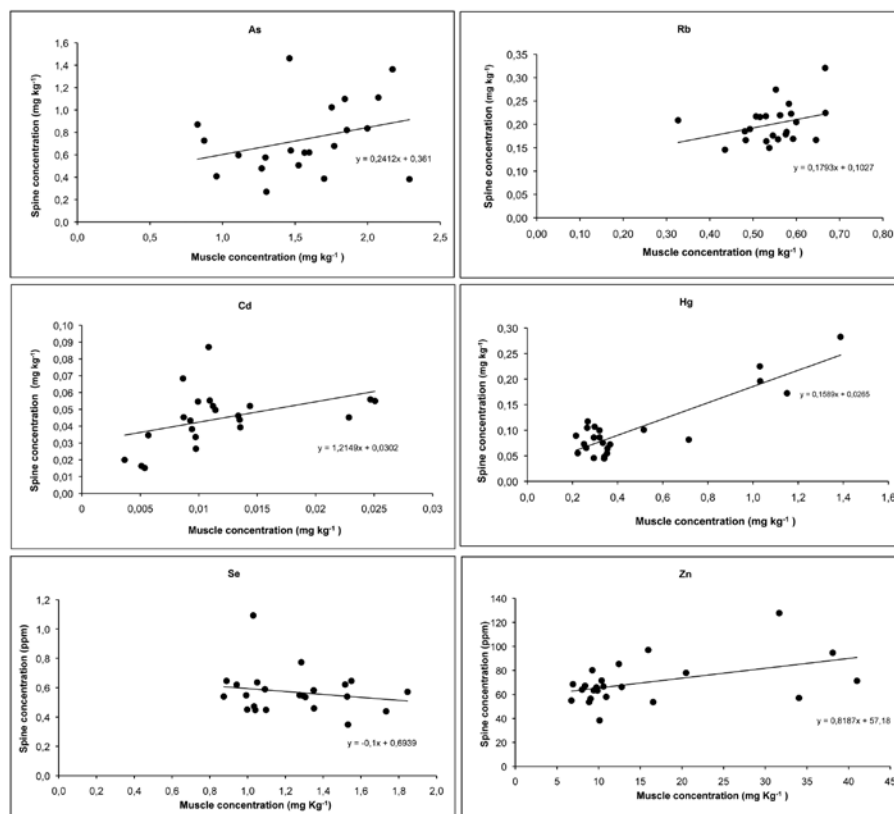 As
Spine concentration (mg kg⁻¹)
1,6
1,4
1,2
1,0
0,8
0,6
0,4
0,2
0,0
y = 0,2412x + 0,361
0,0 0,5 1,0 1,5 2,0 2,5
Muscle concentration (mg kg⁻¹ )
Rb
Spine concentration (mg kg⁻¹)
0,35
0,30
0,25
0,20
0,15
0,10
0,05
0,00
y = 0,1793x + 0,1027
0,00 0,10 0,20 0,30 0,40 0,50 0,60 0,70 0,80
Muscle concentration (mg kg⁻¹ )
Cd
Spine concentration (mg kg⁻¹)
0,10
0,09
0,08
0,07
0,06
0,05
0,04
0,03
0,02
0,01
0,00
y = 1,2149x + 0,0302
0 0,005 0,01 0,015 0,02 0,025 0,03
Muscle concentration (mg kg⁻¹ )
Hg
Spine concentration (mg kg⁻¹)
0,30
0,25
0,20
0,15
0,10
0,05
0,00
y = 0,1589x + 0,0265
0,0 0,2 0,4 0,6 0,8 1,0 1,2 1,4 1,6
Muscle concentration (mg kg⁻¹ )
Se
Spine concentration (ppm)
1,2
1,0
0,8
0,6
0,4
0,2
0,0
y = -0,1x + 0,6939
0,0 0,2 0,4 0,6 0,8 1,0 1,2 1,4 1,6 1,8 2,0
Muscle concentration (mg Kg⁻¹)
Zn
Spine concentration (ppm)
140
120
100
80
60
40
20
0
y = 0,8187x + 57,18
0 5 10 15 20 25 30 35 40 45
Muscle concentration (mg Kg⁻¹)